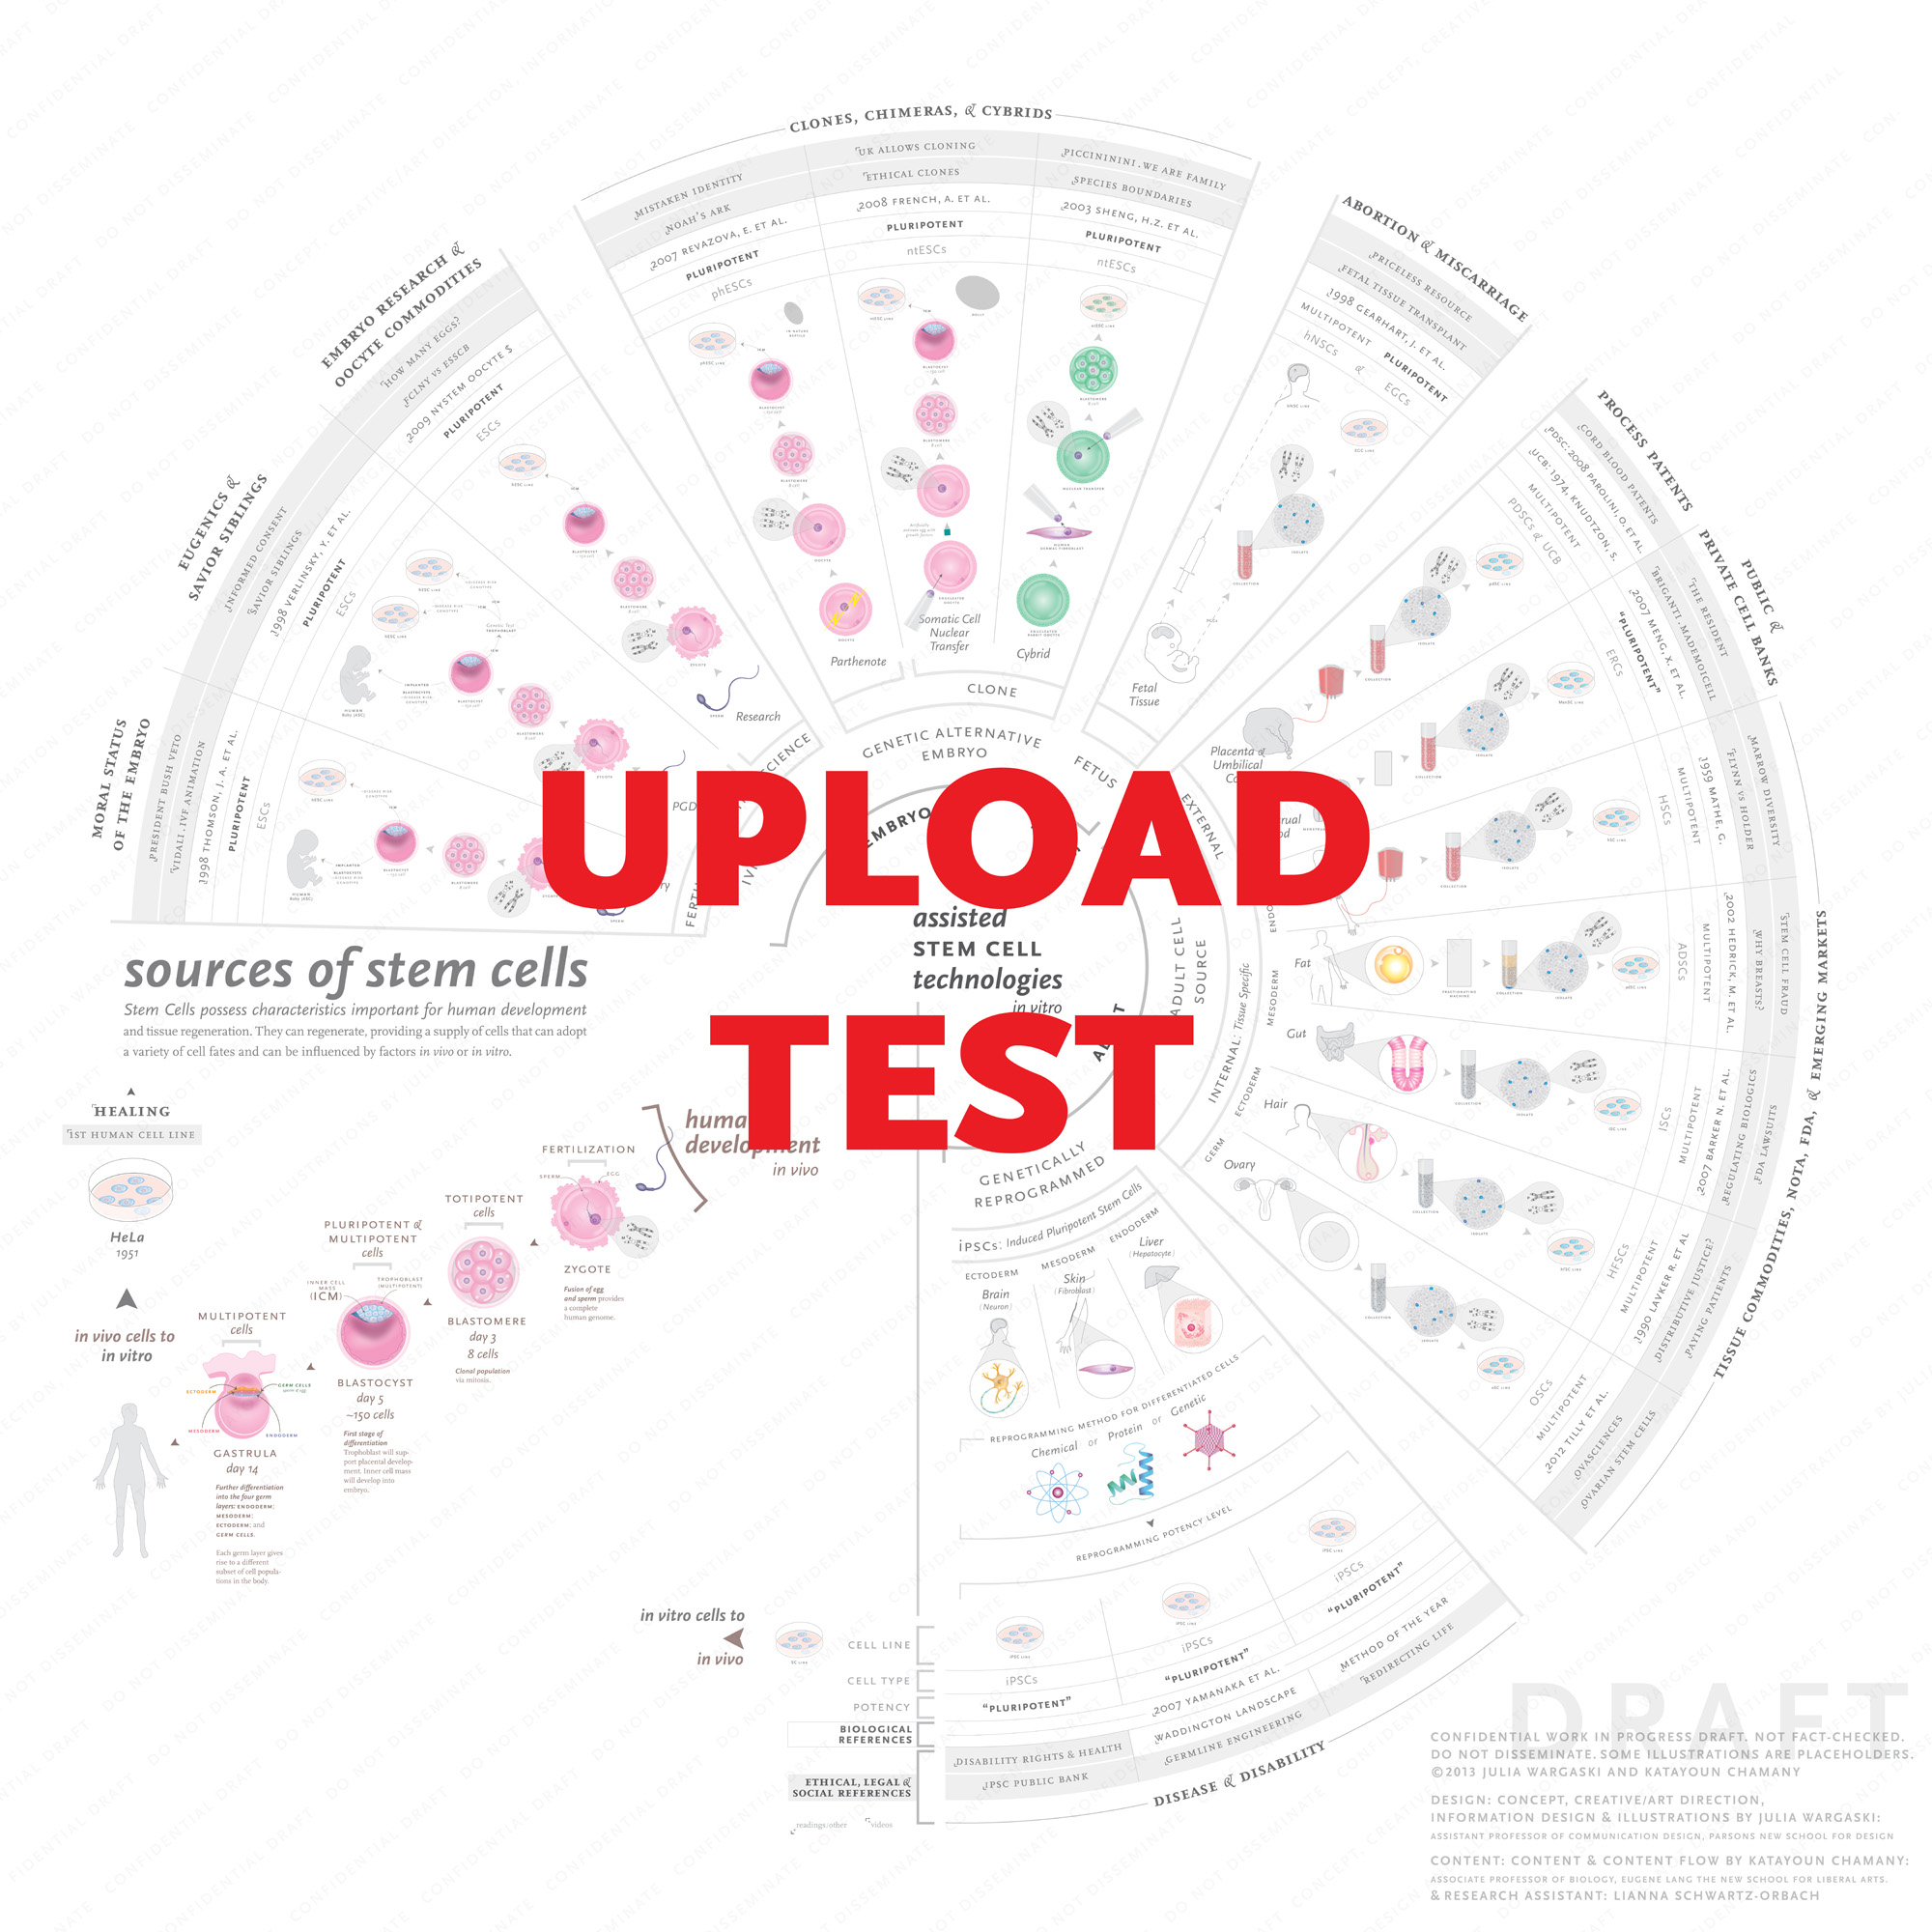 CLONES, CHIMERAS, & CYBRIDS
MISTAKEN IDENTITY
NOAH'S ARK
2007 REVAZOVA, E. ET AL.
PLURIPOTENT
phESCs
UK ALLOWS CLONING
ETHICAL CLONES
2008 FRENCH, A. ET AL.
PLURIPOTENT
ntESCs
PICCININI. WE ARE FAMILY
SPECIES BOUNDARIES
2003 SHENG, H.Z. ET AL.
PLURIPOTENT
ntESCs
Parthenote
Somatic Cell
Nuclear
Transfer
Cybrid
CLONE
GENETIC ALTERNATIVE
EMBRYO
ABORTION & MISCARRIAGE
PRICELESS RESOURCE
FETAL TISSUE TRANSPLANT
1998 GEARHART, J. ET AL.
MULTIPOTENT PLURIPOTENT
hNSCs & EGCs
Fetal
Tissue
FETUS
EMBRYO RESEARCH &
OOCYTE COMMODITIES
HOW MANY EGGS?
FCLNY VS ESSCB
2009 NYSTEM OOCYTE $
PLURIPOTENT
ESCs
Research
SCIENCE
EUGENICS &
SAVIOR SIBLINGS
INFORMED CONSENT
SAVIOR SIBLINGS
1998 VERLINSKY, Y. ET AL.
PLURIPOTENT
ESCs
PGD
MORAL STATUS
OF THE EMBRYO
PRESIDENT BUSH VETO
VIDALI. IVF ANIMATION
1998 THOMSON, J. A. ET AL.
PLURIPOTENT
ESCs
PROCESS PATENTS
CORD BLOOD PATENTS
PDSC: 2008 PAROLINI, O. ET AL.
UCB: 1974, KNUDTZON, S.
MULTIPOTENT
PDSCs & UCB
Placenta &
Umbilical
PUBLIC &
PRIVATE CELL BANKS
THE RESIDENT
BRIGANTI-MADEMOICELL
2007 MENG, X. ET AL.
"PLURIPOTENT"
ERCs
EXTERNAL
TISSUE COMMODITIES, NOTA, FDA, & EMERGING MARKETS
MARROW DIVERSITY
FLYNN VS HOLDER
1959 MATHE, G.
MULTIPOTENT
HSCs
STEM CELL FRAUD
WHY BREASTS?
2002 HEDRICK, M. ET AL.
MULTIPOTENT
ADSCs
Fat
FDA LAWSUITS
REGULATING BIOLOGICS
2007 BARKER N. ET AL.
MULTIPOTENT
ISCs
Gut
PAYING PATIENTS
DISTRIBUTIVE JUSTICE?
1990 LAVKER R. ET AL
MULTIPOTENT
HFSCs
Hair
OVARIAN STEM CELLS
OVASCIENCES
2012 TILLY ET AL.
MULTIPOTENT
OSCs
Ovary
MESODERM
ECTODERM
GERM
INTERNAL: Tissue Specific
ADULT CELL
SOURCE
EMBRYO
UPLOAD
TEST
assisted
STEM CELL
technologies
in vitro
sources of stem cells
Stem Cells possess characteristics important for human development
and tissue regeneration. They can regenerate, providing a supply of cells that can adopt
a variety of cell fates and can be influenced by factors in vivo or in vitro.
HEALING
1ST HUMAN CELL LINE
HeLa
1951
in vivo cells to
in vitro
human
development
in vivo
FERTILIZATION
SPERM
EGG
ZYGOTE
Fusion of egg
and sperm provides
a complete
human genome.
TOTIPOTENT
cells
BLASTOMERE
day 3
8 cells
Clonal population
via mitosis.
PLURIPOTENT &
MULTIPOTENT
cells
INNER CELL
MASS
(ICM)
TROPHOBLAST
(MULTIPOTENT)
BLASTOCYST
day 5
~150 cells
First stage of
differentiation
Trophoblast will sup-
port placental develop-
ment. Inner cell mass
will develop into
embryo.
MULTIPOTENT
cells
ECTODERM
GERM CELLS
MESODERM
ENDODERM
GASTRULA
day 14
Further differentiation
into the four germ
layers: ENDODERM;
MESODERM;
ECTODERM; and
GERM CELLS.
Each germ layer gives
rise to a different
subset of cell popula-
tions in the body.
GENETICALLY
REPROGRAMMED
iPSCs: Induced Pluripotent Stem Cells
ECTODERM
MESODERM
ENDODERM
Brain
(Neuron)
Skin
(Fibroblast)
Liver
(Hepatocyte)
REPROGRAMMING METHOD FOR DIFFERENTIATED CELLS
Chemical or Protein or Genetic
REPROGRAMMING POTENCY LEVEL
iPSCs
"PLURIPOTENT"
iPSCs
"PLURIPOTENT"
iPSCs
"PLURIPOTENT"
2007 YAMANAKA ET AL.
WADDINGTON LANDSCAPE
GERMLINE ENGINEERING
METHOD OF THE YEAR
REDIRECTING LIFE
DISABILITY RIGHTS & HEALTH
iPSC PUBLIC BANK
DISEASE & DISABILITY
in vitro cells to
in vivo
CELL LINE
CELL TYPE
POTENCY
BIOLOGICAL
REFERENCES
ETHICAL, LEGAL &
SOCIAL REFERENCES
readings/other
videos
DRAFT
CONFIDENTIAL WORK IN PROGRESS DRAFT. NOT FACT-CHECKED.
DO NOT DISSEMINATE. SOME ILLUSTRATIONS ARE PLACEHOLDERS.
©2013 JULIA WARGASKI AND KATAYOUN CHAMANY
DESIGN: CONCEPT, CREATIVE/ART DIRECTION,
INFORMATION DESIGN & ILLUSTRATIONS BY JULIA WARGASKI:
ASSISTANT PROFESSOR OF COMMUNICATION DESIGN, PARSONS NEW SCHOOL FOR DESIGN
CONTENT: CONTENT & CONTENT FLOW BY KATAYOUN CHAMANY:
ASSOCIATE PROFESSOR OF BIOLOGY, EUGENE LANG THE NEW SCHOOL FOR LIBERAL ARTS.
& RESEARCH ASSISTANT: LIANNA SCHWARTZ-ORBACH